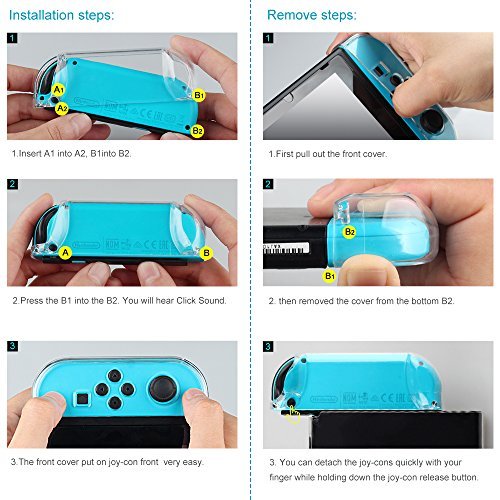 Installation steps:
1
A1
A2
B1
B2
1.Insert A1 into A2, B1into B2.
2
A
B
2.Press the B1 into the B2. You will hear Click Sound.
3
3.The front cover put on joy-con front very easy.
Remove steps:
1
1.First pull out the front cover.
2
B2
B1
2. then removed the cover from the bottom B2.
3
Nintendo
3. You can detach the joy-cons quickly with your
finger while holding down the joy-con release button.